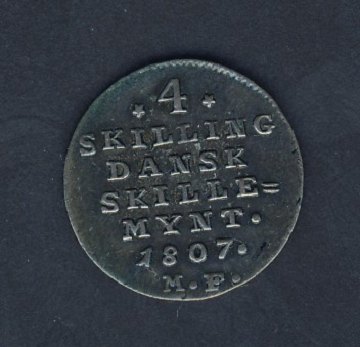 4
SKILLING
DANSK
SKILLE=
MYNT.
1807.
M.F.